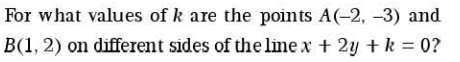 For what values of k are the points A(–2, –3) and
B(1, 2) on different sides of the line x + 2y + k = 0?